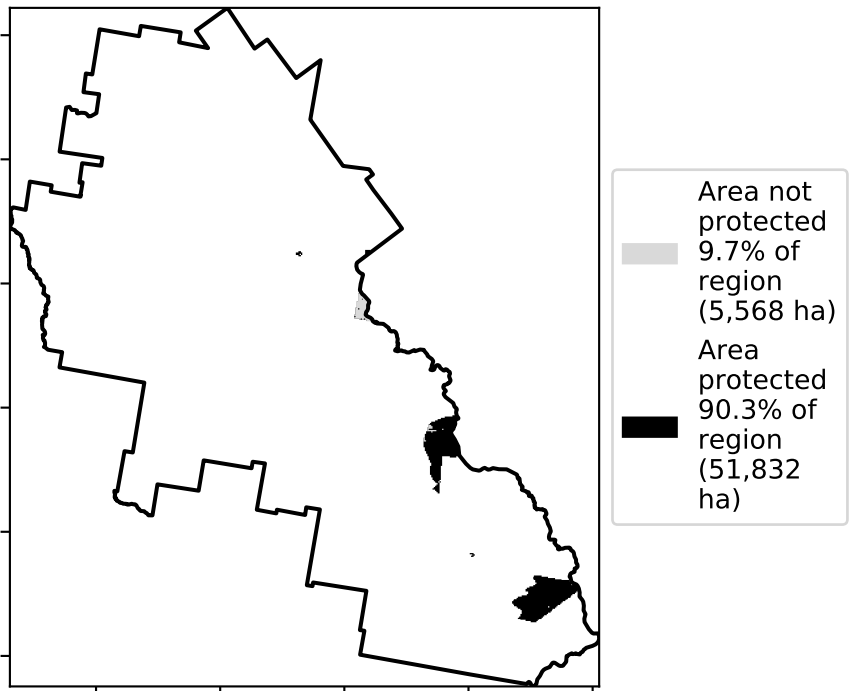 Area not
protected
9.7% of
region
(5,568 ha)
Area
protected
90.3% of
region
(51,832
ha)